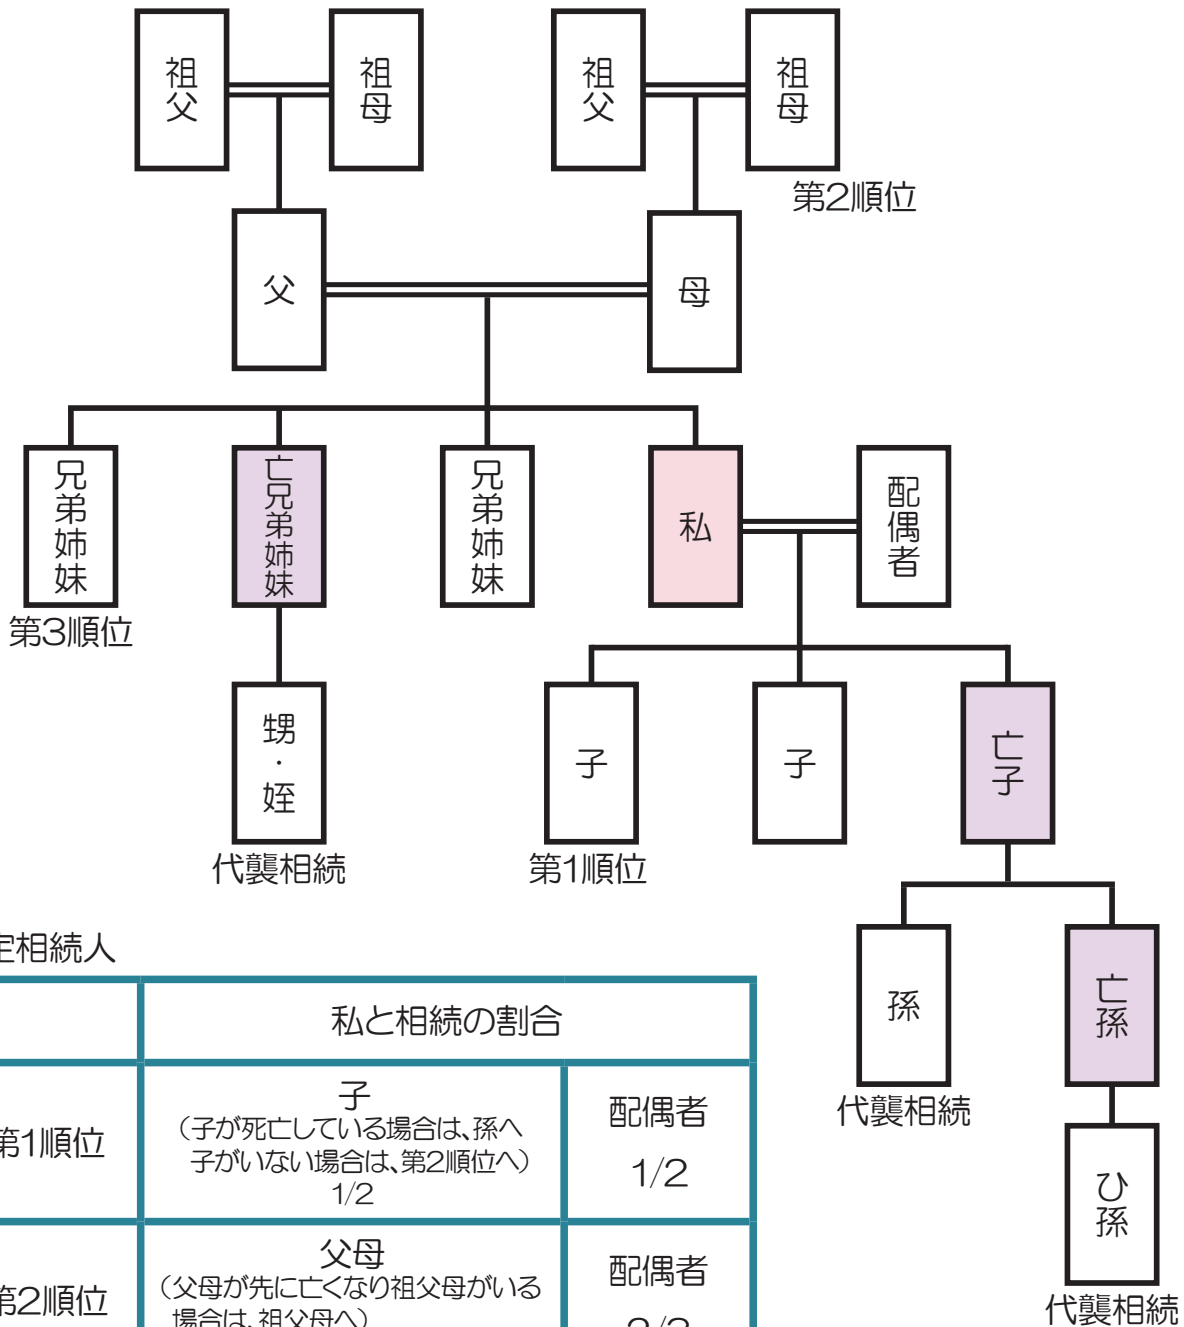 祖父
祖母
祖父
祖母
第2順位
父
母
兄弟姉妹
亡兄弟姉妹
兄弟姉妹
私
配偶者
第3順位
甥・姪
子
子
亡子
代襲相続
第1順位
孫
亡孫
代襲相続
ひ孫
代襲相続
定相続人
私と相続の割合
第1順位
子
（子が死亡している場合は、孫へ
子がいない場合は、第2順位へ）
1/2
配偶者
1/2
第2順位
父母
（父母が先に亡くなり祖父母がいる
場合は、祖父母へ）
配偶者
2/3